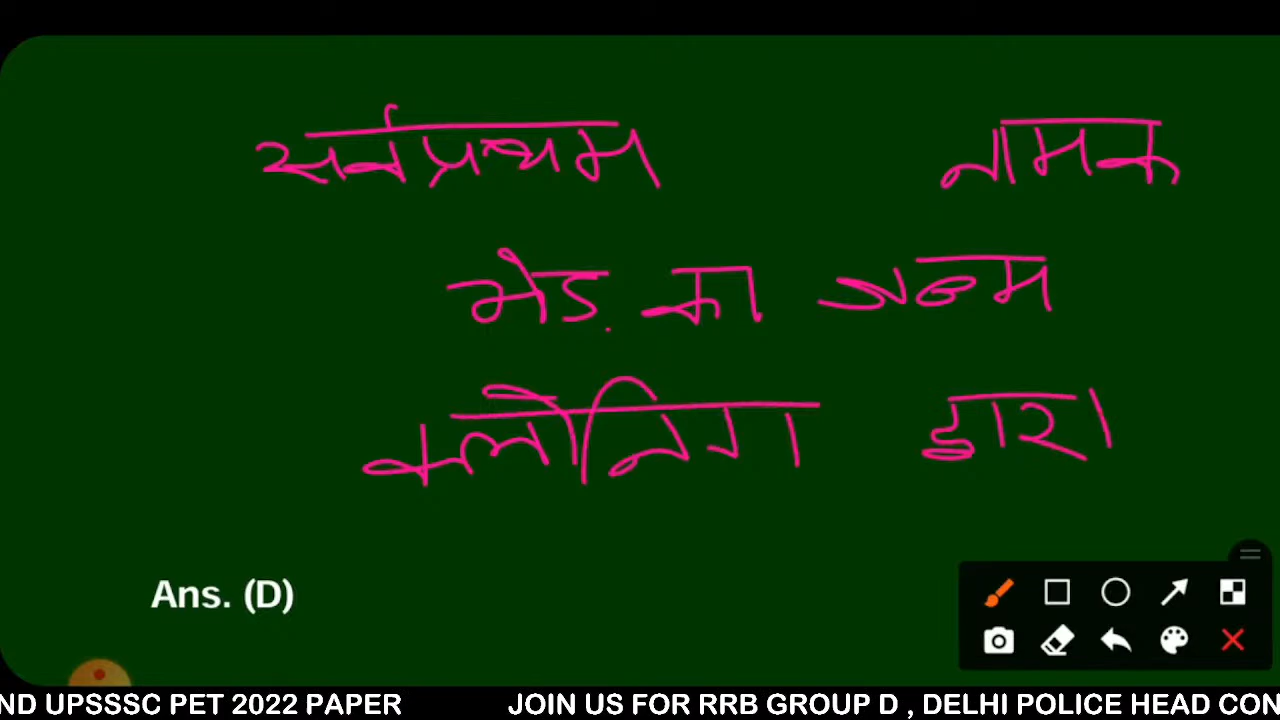 सर्वप्रथम नामक
भेड का जन्म
क्लोनिग द्वारा
Ans. (D)
ND UPSSSC PET 2022 PAPER JOIN US FOR RRB GROUP D , DELHI POLICE HEAD CON